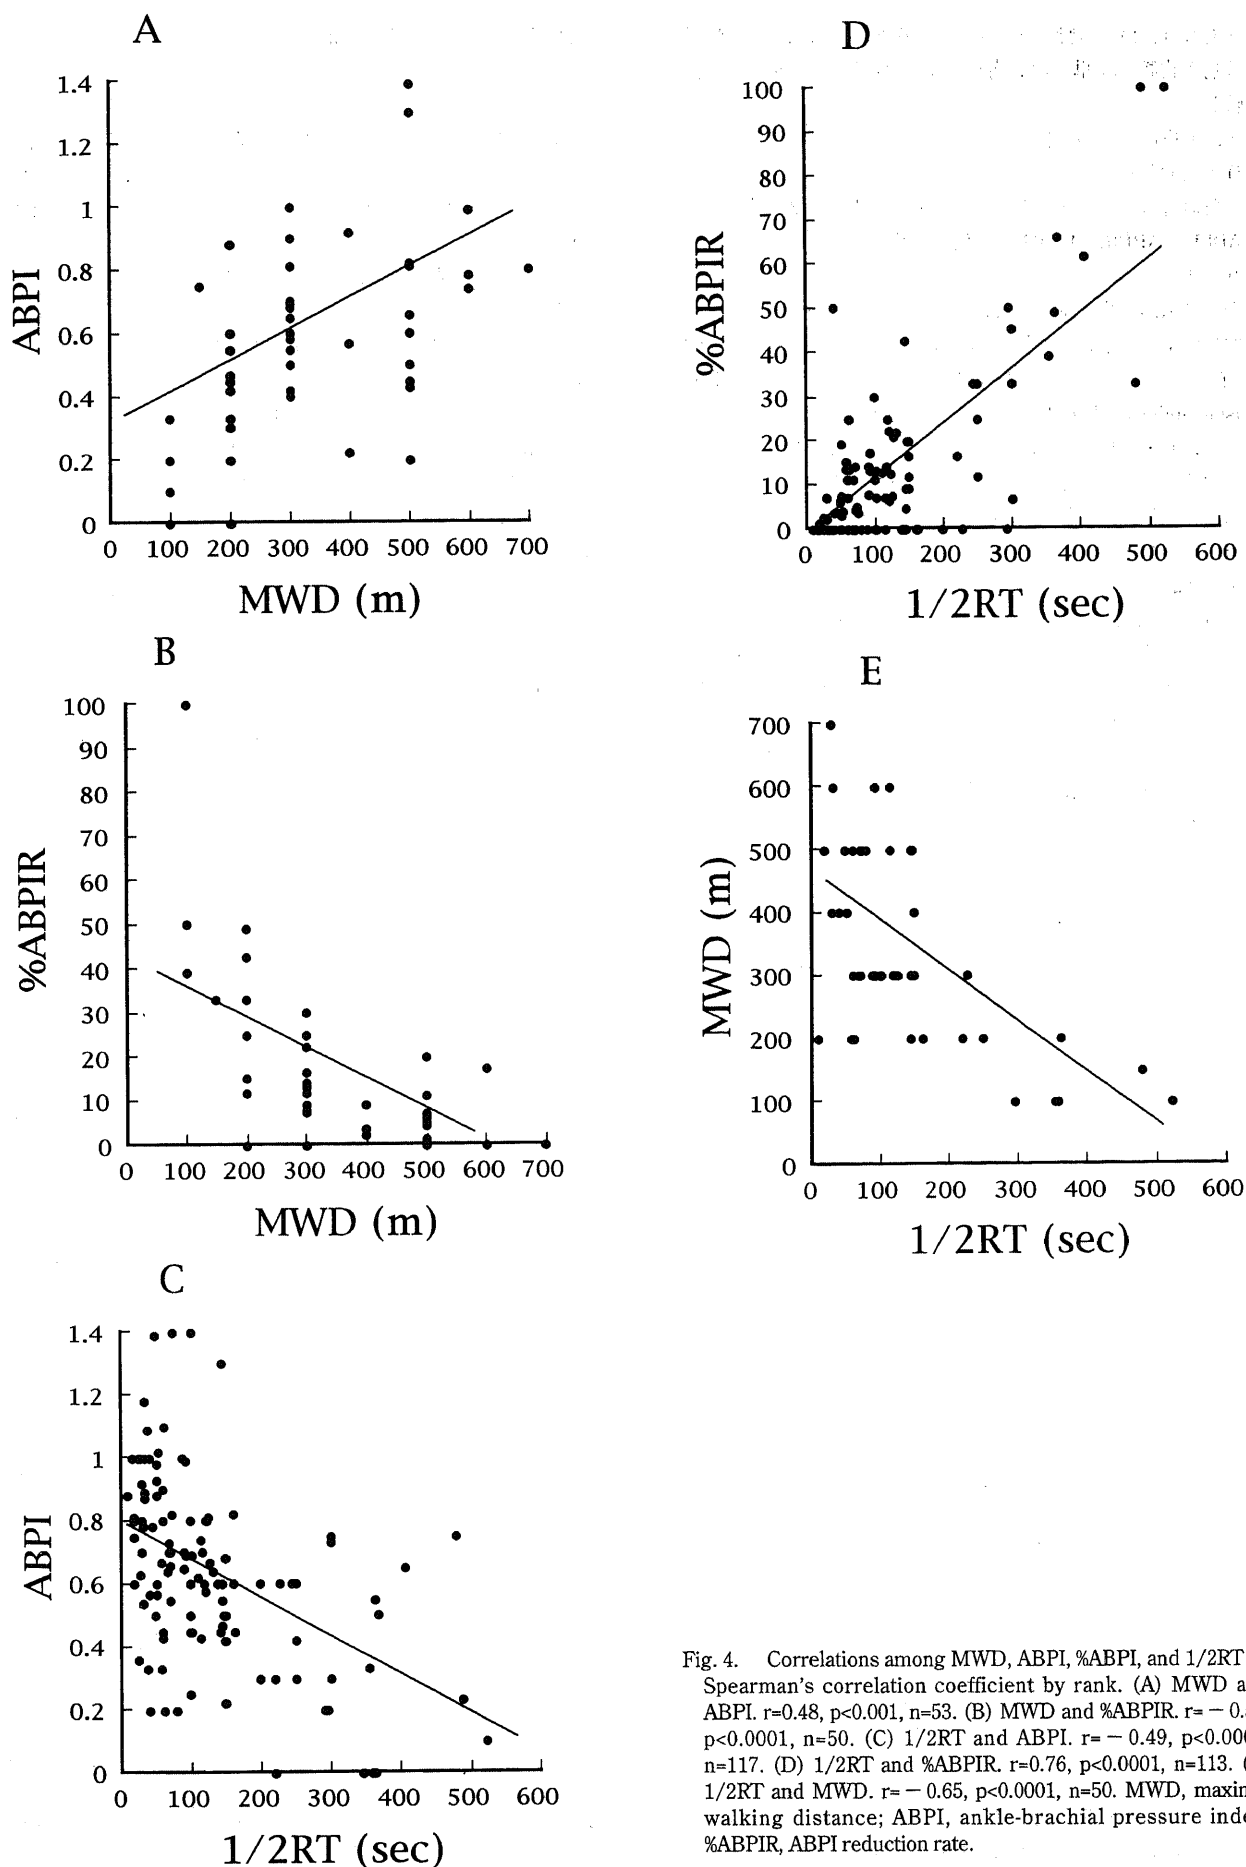 A
1.4
1.2
1
0.8
0.6
0.4
0.2
0
0 100 200 300 400 500 600 700
ABPI
MWD (m)
B
100
90
80
70
60
50
40
30
20
10
0
0 100 200 300 400 500 600 700
%ABPIR
MWD (m)
C
1.4
1.2
1
0.8
0.6
0.4
0.2
0
0 100 200 300 400 500 600
ABPI
1/2RT (sec)
D
100
90
80
70
60
50
40
30
20
10
0
0 100 200 300 400 500 600
%ABPIR
1/2RT (sec)
E
700
600
500
400
300
200
100
0
0 100 200 300 400 500 600
MWD (m)
1/2RT (sec)
Fig. 4. Correlations among MWD, ABPI, %ABPI, and 1/2RT
Spearman's correlation coefficient by rank. (A) MWD a
ABPI. r=0.48, p<0.001, n=53. (B) MWD and %ABPIR. r= − 0.
p<0.0001, n=50. (C) 1/2RT and ABPI. r= − 0.49, p<0.00
n=117. (D) 1/2RT and %ABPIR. r=0.76, p<0.0001, n=113. (
1/2RT and MWD. r= − 0.65, p<0.0001, n=50. MWD, maxim
walking distance; ABPI, ankle-brachial pressure inde
%ABPIR, ABPI reduction rate.